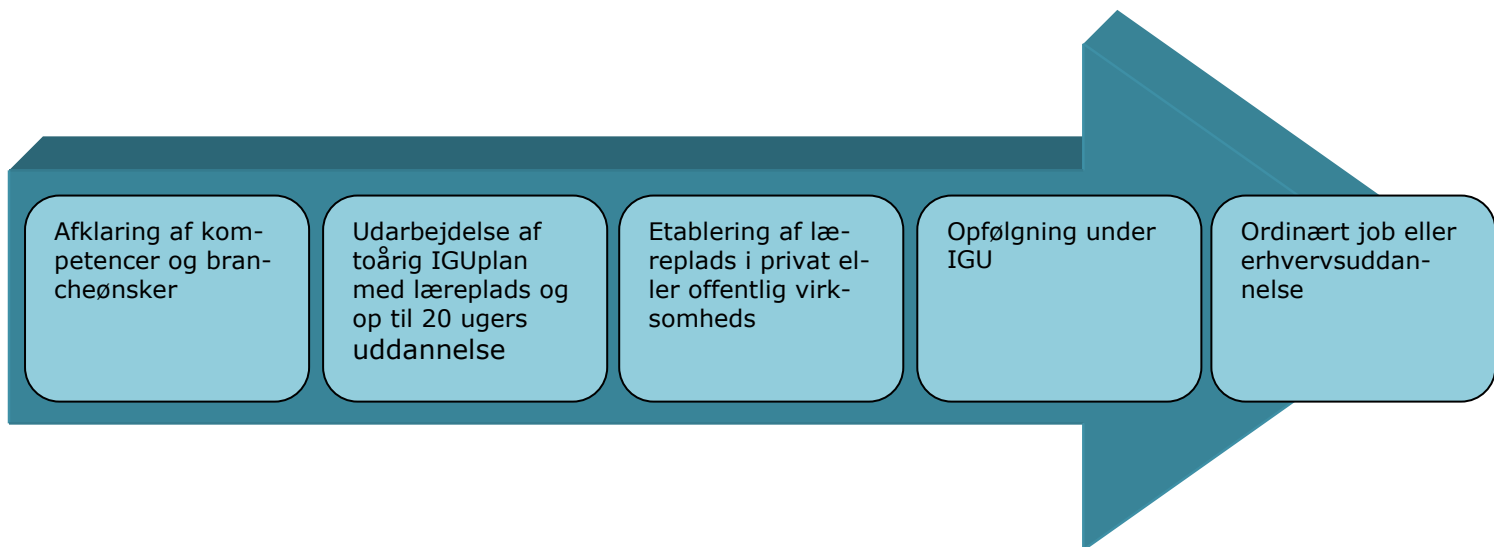 Afklaring af kom-
petencer og bran-
cheønsker
Udarbejdelse af
toårig IGUplan
med læreplads og
op til 20 ugers
uddannelse
Etablering af læ-
replads i privat el-
ler offentlig virk-
somheds
Opfølgning under
IGU
Ordinært job eller
erhvervsuddan-
nelse